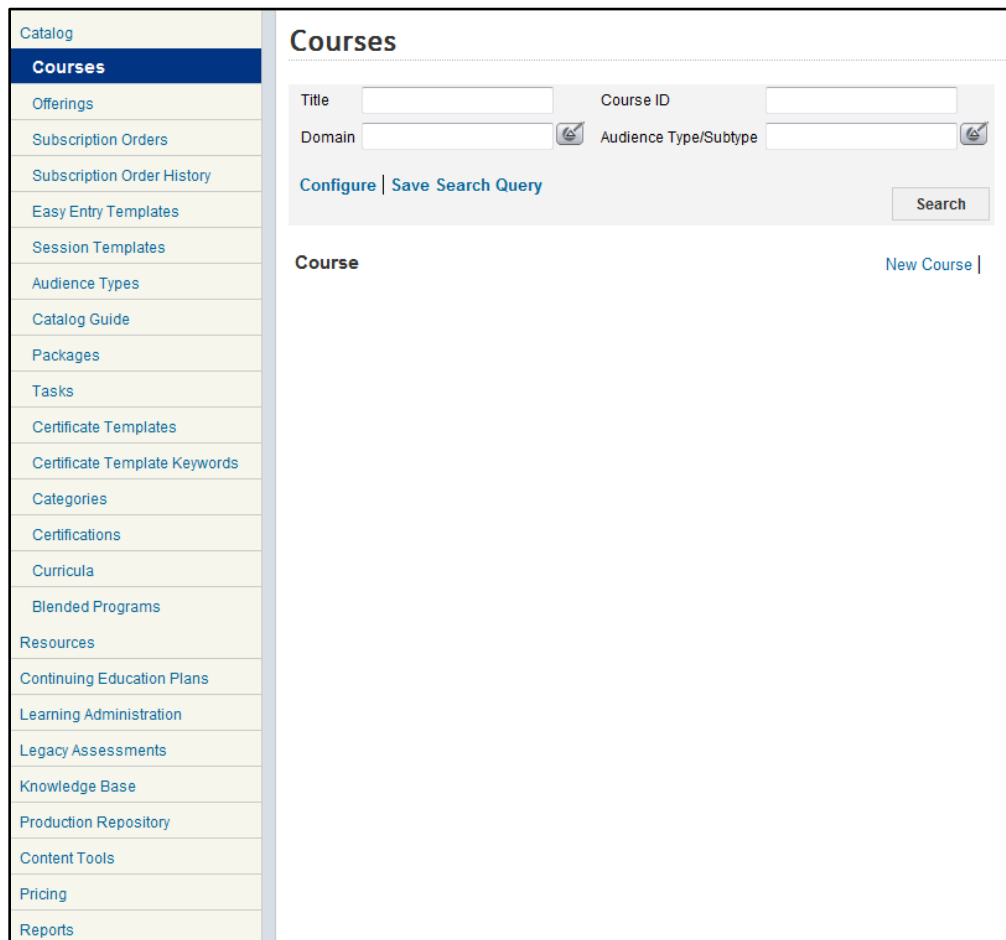 Catalog
Courses
Offerings
Subscription Orders
Subscription Order History
Easy Entry Templates
Session Templates
Audience Types
Catalog Guide
Packages
Tasks
Certificate Templates
Certificate Template Keywords
Categories
Certifications
Curricula
Blended Programs
Resources
Continuing Education Plans
Learning Administration
Legacy Assessments
Knowledge Base
Production Repository
Content Tools
Pricing
Reports
Courses
Title Course ID
Domain Audience Type/Subtype
Configure | Save Search Query
Search
Course New Course |